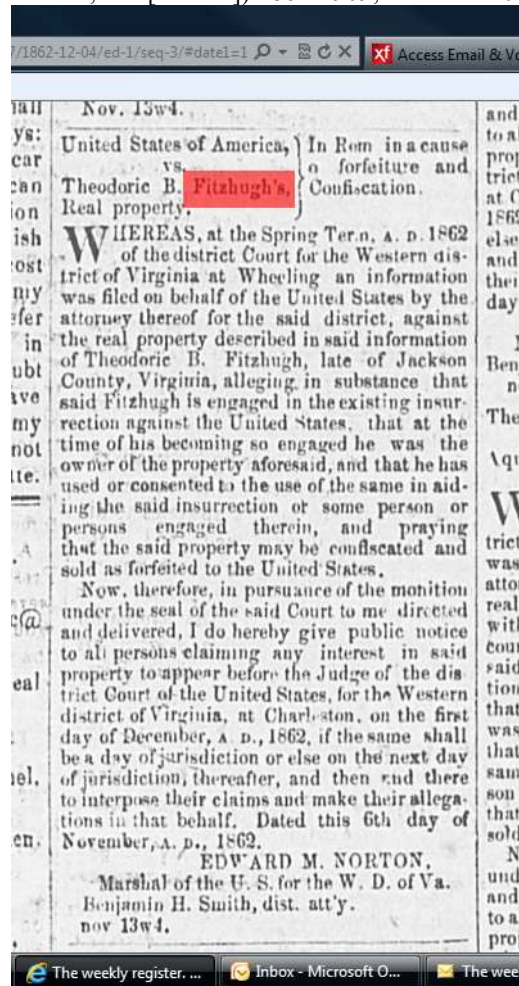 7/1862-12-04/ed-1/seq-3/#date1=1
Access Email & Vo
Nov. 13w4.
United States of America, In Rem in a cause
vs. o forfeiture and
Theodoric B. Fitzhugh's, Confiscation.
Real property.
WHEREAS, at the Spring Term, A. D. 1862
of the district Court for the Western dis-
trict of Virginia at Wheeling an information
was filed on behalf of the United States by the
attorney thereof for the said district, against
the real property described in said information
of Theodoric B. Fitzhugh, late of Jackson
County, Virginia, alleging, in substance that
said Fitzhugh is engaged in the existing insur-
rection against the United States, that at the
time of his becoming so engaged he was the
owner of the property aforesaid, and that he has
used or consented to the use of the same in aid-
ing the said insurrection or some person or
persons engaged therein, and praying
that the said property may be confiscated and
sold as forfeited to the United States.
Now, therefore, in pursuance of the monition
under the seal of the said Court to me directed
and delivered, I do hereby give public notice
to all persons claiming any interest in said
property to appear before the Judge of the dis
trict Court of the United States, for the Western
district of Virginia, at Charleston, on the first
day of December, A. D., 1862, if the same shall
be a day of jurisdiction or else on the next day
of jurisdiction, thereafter, and then and there
to interpose their claims and make their allega-
tions in that behalf. Dated this 6th day of
November, A. D., 1862.
EDWARD M. NORTON,
Marshal of the U. S. for the W. D. of Va.
Benjamin H. Smith, dist. att'y.
nov 13w4.
The weekly register. ...
Inbox - Microsoft O...
The wee